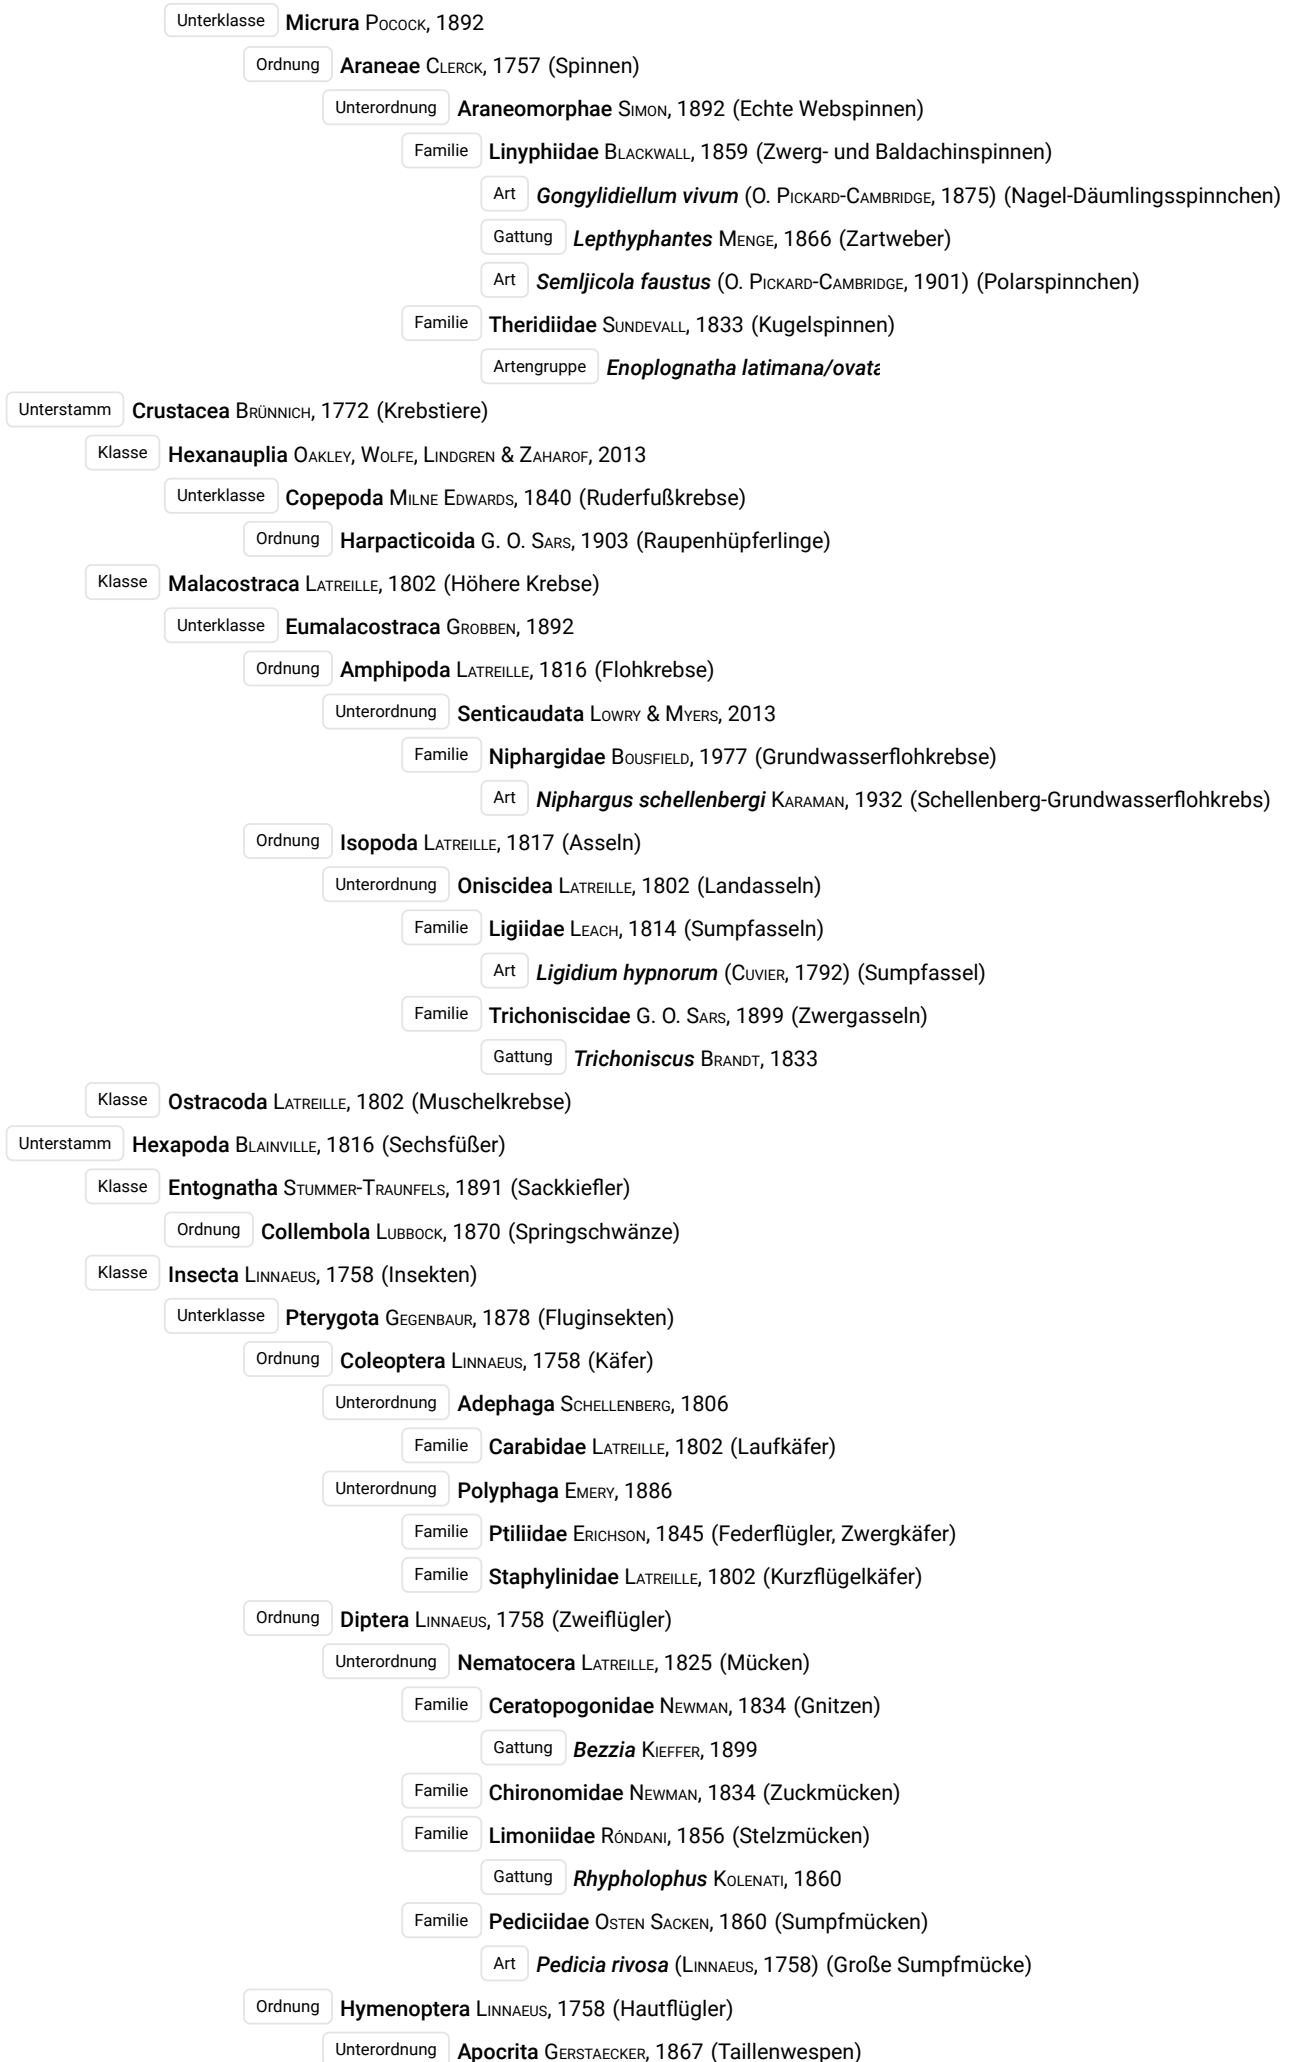 Unterklasse Micrura Pocock, 1892
Ordnung Araneae Clerck, 1757 (Spinnen)
Unterordnung Araneomorphae Simon, 1892 (Echte Webspinnen)
Familie Linyphiidae Blackwall, 1859 (Zwerg- und Baldachinspinnen)
Art Gongylidiellum vivum (O. Pickard-Cambridge, 1875) (Nagel-Däumlingsspinnchen)
Gattung Lepthyphantes Menge, 1866 (Zartweber)
Art Semljicola faustus (O. Pickard-Cambridge, 1901) (Polarspinnchen)
Familie Theridiidae Sundevall, 1833 (Kugelspinnen)
Artengruppe Enoplognatha latimana/ovata
Unterstamm Crustacea Brünnich, 1772 (Krebstiere)
Klasse Hexanauplia Oakley, Wolfe, Lindgren & Zaharof, 2013
Unterklasse Copepoda Milne Edwards, 1840 (Ruderfußkrebse)
Ordnung Harpacticoida G. O. Sars, 1903 (Raupenhüpferlinge)
Klasse Malacostraca Latreille, 1802 (Höhere Krebse)
Unterklasse Eumalacostraca Grobben, 1892
Ordnung Amphipoda Latreille, 1816 (Flohkrebse)
Unterordnung Senticaudata Lowry & Myers, 2013
Familie Niphargidae Bousfield, 1977 (Grundwasserflohkrebse)
Art Niphargus schellenbergi Karaman, 1932 (Schellenberg-Grundwasserflohkrebs)
Ordnung Isopoda Latreille, 1817 (Asseln)
Unterordnung Oniscidea Latreille, 1802 (Landasseln)
Familie Ligiidae Leach, 1814 (Sumpfasseln)
Art Ligidium hypnorum (Cuvier, 1792) (Sumpfassel)
Familie Trichoniscidae G. O. Sars, 1899 (Zwergasseln)
Gattung Trichoniscus Brandt, 1833
Klasse Ostracoda Latreille, 1802 (Muschelkrebse)
Unterstamm Hexapoda Blainville, 1816 (Sechsfüßer)
Klasse Entognatha Stummer-Traunfels, 1891 (Sackkiefler)
Ordnung Collembola Lubbock, 1870 (Springschwänze)
Klasse Insecta Linnaeus, 1758 (Insekten)
Unterklasse Pterygota Gegenbaur, 1878 (Fluginsekten)
Ordnung Coleoptera Linnaeus, 1758 (Käfer)
Unterordnung Adephaga Schellenberg, 1806
Familie Carabidae Latreille, 1802 (Laufkäfer)
Unterordnung Polyphaga Emery, 1886
Familie Ptiliidae Erichson, 1845 (Federflügler, Zwergkäfer)
Familie Staphylinidae Latreille, 1802 (Kurzflügelkäfer)
Ordnung Diptera Linnaeus, 1758 (Zweiflügler)
Unterordnung Nematocera Latreille, 1825 (Mücken)
Familie Ceratopogonidae Newman, 1834 (Gnitzen)
Gattung Bezzia Kieffer, 1899
Familie Chironomidae Newman, 1834 (Zuckmücken)
Familie Limoniidae Róndani, 1856 (Stelzmücken)
Gattung Rhypholophus Kolenati, 1860
Familie Pediciidae Osten Sacken, 1860 (Sumpfmücken)
Art Pedicia rivosa (Linnaeus, 1758) (Große Sumpfmücke)
Ordnung Hymenoptera Linnaeus, 1758 (Hautflügler)
Unterordnung Apocrita Gerstaecker, 1867 (Taillenwespen)